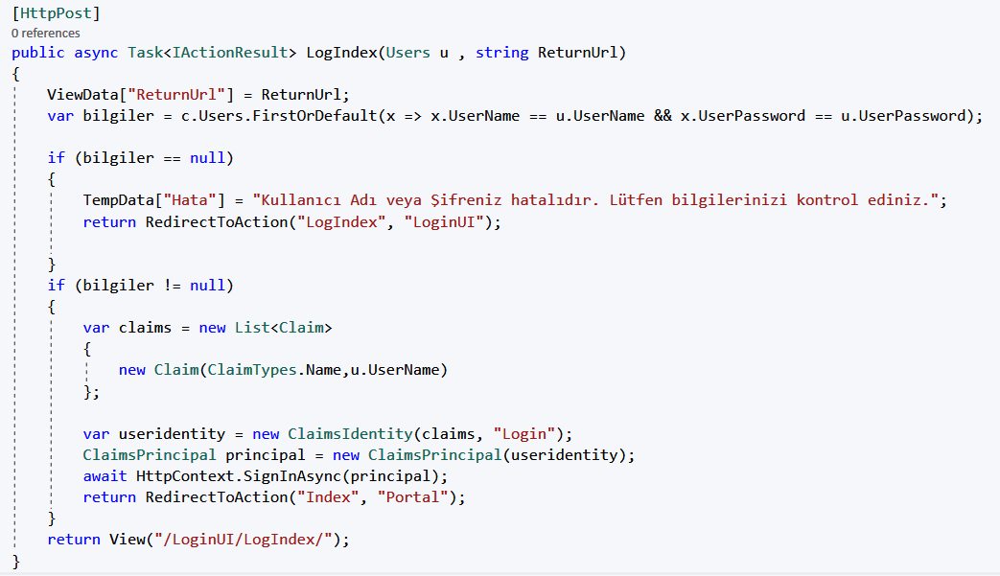 [HttpPost]
0 references
public async Task<IActionResult> LogIndex(Users u , string ReturnUrl)
{
    ViewData["ReturnUrl"] = ReturnUrl;
    var bilgiler = c.Users.FirstOrDefault(x => x.UserName == u.UserName && x.UserPassword == u.UserPassword);
    if (bilgiler == null)
    {
        TempData["Hata"] = "Kullanıcı Adı veya Şifreniz hatalıdır. Lütfen bilgilerinizi kontrol ediniz.";
        return RedirectToAction("LogIndex", "LoginUI");
    }
    if (bilgiler != null)
    {
        var claims = new List<Claim>
        {
            new Claim(ClaimTypes.Name,u.UserName)
        };
        var useridentity = new ClaimsIdentity(claims, "Login");
        ClaimsPrincipal principal = new ClaimsPrincipal(useridentity);
        await HttpContext.SignInAsync(principal);
        return RedirectToAction("Index", "Portal");
    }
    return View("/LoginUI/LogIndex/");
}